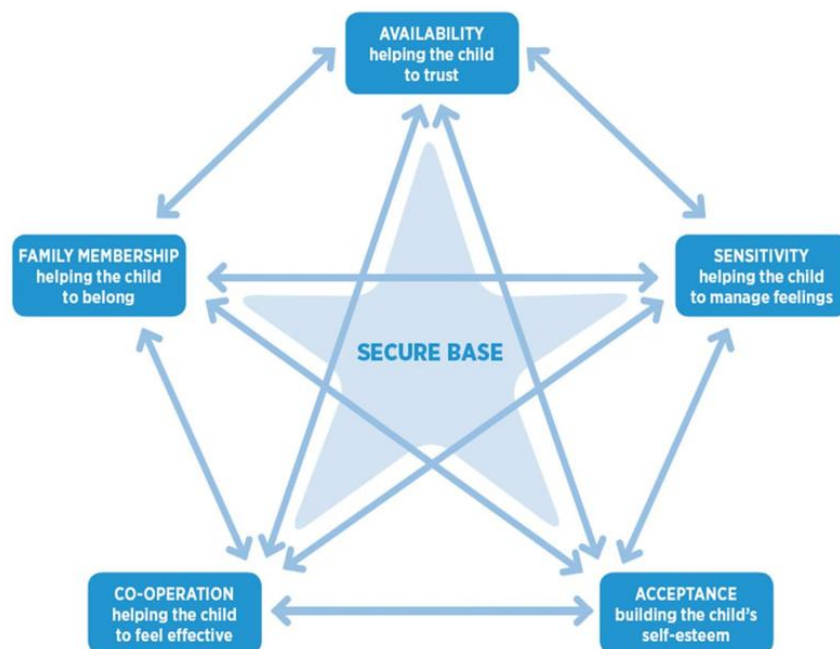 AVAILABILITY
helping the child
to trust
FAMILY MEMBERSHIP
helping the child
to belong
SENSITIVITY
helping the child
to manage feelings
SECURE BASE
CO-OPERATION
helping the child
to feel effective
ACCEPTANCE
building the child's
self-esteem